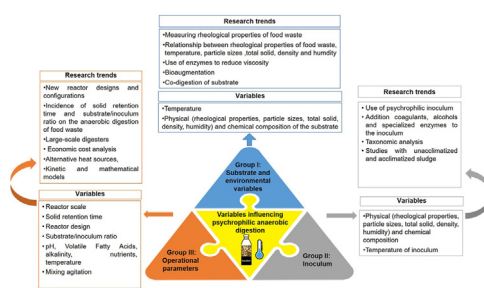 Research trends
•Measuring rheological properties of food waste
•Relationship between rheological properties of food waste,
temperature, particle sizes ,total solid, density and humidity
•Use of enzymes to reduce viscosity
•Bioaugmentation
•Co-digestion of substrate
Variables
•Temperature
•Physical (rheological properties, particle sizes, total solid,
density, humidity) and chemical composition of the substrate
Research trends
•New reactor designs and
configurations
•Incidence of solid retention
time and substrate/inoculum
ratio on the anaerobic digestion
of food waste
•Large-scale digesters
• Economic cost analysis
•Alternative heat sources,
•Kinetic and mathematical
models
Variables
• Reactor scale
• Solid retention time
• Reactor design
• Substrate/inoculum ratio
• pH, Volatile Fatty Acids,
alkalinity, nutrients,
temperature
• Mixing agitation
Group I:
Substrate and
environmental
variables
Variables influencing
psychrophilic anaerobic
digestion
Group III:
Operational
parameters
Group II:
Inoculum
Research trends
• Use of psychrophilic inoculum
• Addition coagulants, alcohols
and specialized enzymes to
the inoculum
• Taxonomic analysis
• Studies with unacclimatized
and acclimatized sludge
Variables
•Physical (rheological properties,
particle sizes, total solid, density,
humidity) and chemical
composition
•Temperature of inoculum